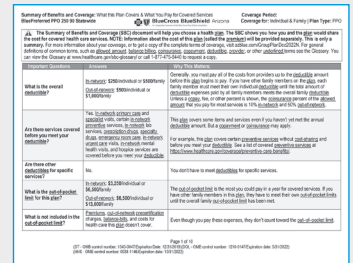 Summary of Benefits and Coverage: What this Plan Covers & What You Pay for Covered Services
Coverage Period:
BluePreferred PPO 250 90 Statewide
BlueCross BlueShield Arizona
Coverage for: Individual & Family | Plan Type: PPO
The Summary of Benefits and Coverage (SBC) document will help you choose a health plan. The SBC shows you how you and the plan would share
the cost for covered health care services. NOTE: Information about the cost of this plan (called the premium) will be provided separately. This is only a
summary. For more information about your coverage, or to get a copy of the complete terms of coverage,
definitions of common terms, such as allowed amount, balance billing, coinsurance, copayment, deductible, provider, or other underlined terms see the Glossary. You
can view the Glossary at www.healthcare.gov/sbc-glossary/ or call 1-877-475-8440 to request a copy.
Important Questions
Answers
Why This Matters:
What is the overall
deductible?
In-network: $250/individual or $500/family
Out-of-network: $500/individual or
$1,000/family
Generally, you must pay all of the costs from providers up to the deductible amount
before this plan begins to pay. If you have other family members on the plan, each
family member must meet their own individual deductible until the total amount of
deductible expenses paid by all family members meets the overall family deductible.
Unless a copay, fee, or other percent is shown, the coinsurance percent of the allowed
amount that you pay for most services is 10% in-network and 50% out-of-network.
Are there services covered
before you meet your
deductible?
Yes. In-network primary care and
specialist visits, certain in-network
preventive services, in-network lab
services, prescription drugs, specialty
drugs, emergency room care, in-network
urgent care visits, in-network mental
health visits, and hospice services are
covered before you meet your deductible.
This plan covers some items and services even if you haven't yet met the annual
deductible amount. But a copayment or coinsurance may apply.
For example, this plan covers certain preventive services without cost-sharing and
before you meet your deductible. See a list of covered preventive services at
https://www.healthcare.gov/coverage/preventive-care-benefits/.
Are there other
deductibles for specific
services?
No.
You don't have to meet deductibles for specific services.
What is the out-of-pocket
limit for this plan?
In-network: $3,250/individual or
$6,500/family
Out-of-network: $6,500/individual or
$13,000/family
The out-of-pocket limit is the most you could pay in a year for covered services. If you
have other family members in this plan, they have to meet their own out-of-pocket limits
until the overall family out-of-pocket limit has been met.
What is not included in the
out-of-pocket limit?
Premiums, out-of-network precertification
charges, balance-bills, and costs for
health care this plan doesn't cover.
Even though you pay these expenses, they don't count toward the out-of-pocket limit.
Page 1 of 10